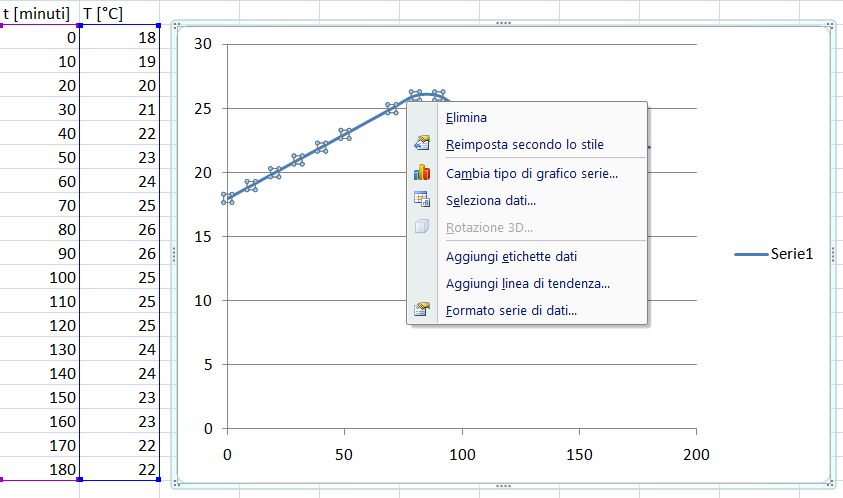 t [minuti] T [°C]
0 18
10 19
20 20
30 21
40 22
50 23
60 24
70 25
80 26
90 26
100 25
110 25
120 25
130 24
140 24
150 23
160 23
170 22
180 22
30
25
20
15
10
5
0
0 50 100 150 200
Elimina
Reimposta secondo lo stile
Cambia tipo di grafico serie...
Seleziona dati...
Rotazione 3D...
Aggiungi etichette dati
Aggiungi linea di tendenza...
Formato serie di dati...
Serie1